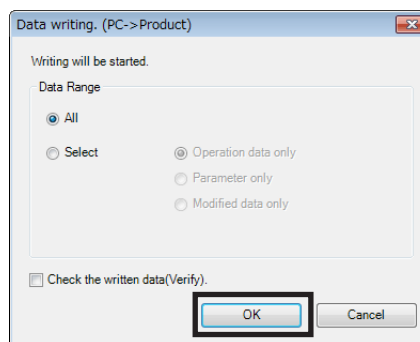 Data writing. (PC->Product)
Writing will be started.
Data Range
All
Select
Operation data only
Parameter only
Modified data only
Check the written data(Verify).
OK
Cancel